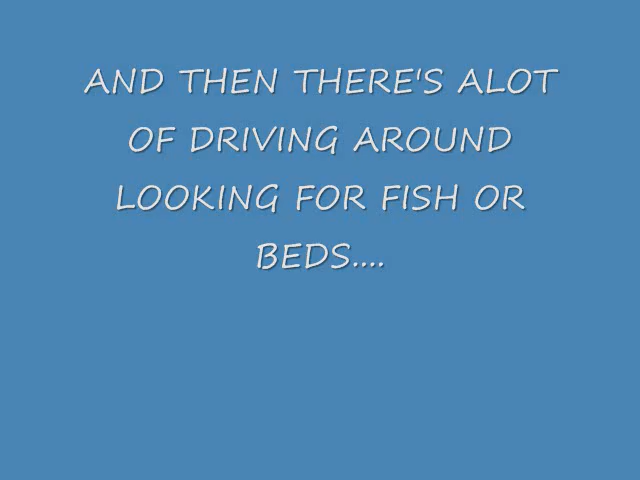 AND THEN THERE'S ALOT
OF DRIVING AROUND
LOOKING FOR FISH OR
BEDS....